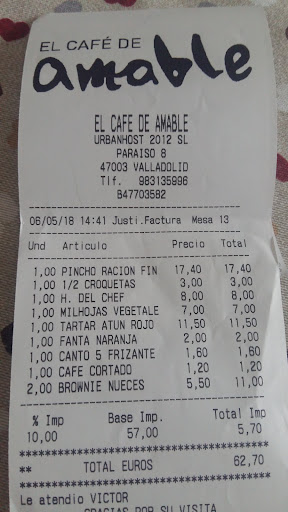 EL CAFÉ DE
amable
EL CAFE DE AMABLE
URBANHOST 2012 SL
PARAISO 8
47003 VALLADOLID
Tlf. 983135996
B47703582
06/05/18 14:41 Justi.Factura Mesa 13
Und Articulo Precio Total
1,00 PINCHO RACION FIN 17,40 17,40
1,00 1/2 CROQUETAS 3,00 3,00
1,00 H. DEL CHEF 8,00 8,00
1,00 MILHOJAS VEGETALE 7,00 7,00
1,00 TARTAR ATUN ROJO 11,50 11,50
1,00 FANTA NARANJA 2,00 2,00
1,00 CANTO 5 FRIZANTE 1,60 1,60
1,00 CAFE CORTADO 1,20 1,20
2,00 BROWNIE NUECES 5,50 11,00
% Imp Base Imp. Total Imp
10,00 57,00 5,70
** TOTAL EUROS 62,70
Le atendio VICTOR
GRACIAS POR SU VISITA